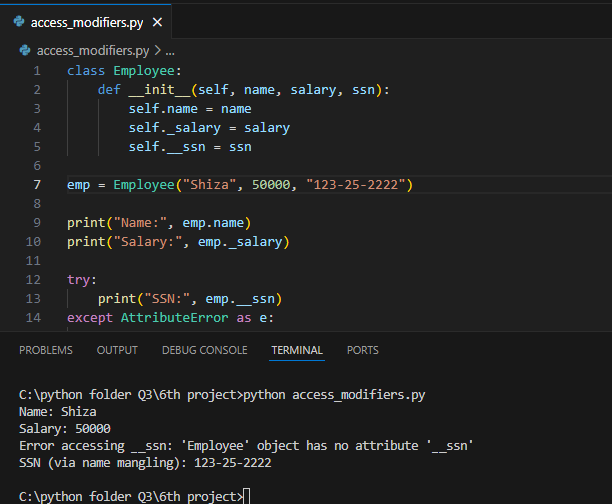 access_modifiers.py ×
access_modifiers.py > ...
1 class Employee:
2     def __init__(self, name, salary, ssn):
3         self.name = name
4         self._salary = salary
5         self.__ssn = ssn
6
7 emp = Employee("Shiza", 50000, "123-25-2222")
8
9 print("Name:", emp.name)
10 print("Salary:", emp._salary)
11
12 try:
13     print("SSN:", emp.__ssn)
14 except AttributeError as e:
PROBLEMS OUTPUT DEBUG CONSOLE TERMINAL PORTS
C:\python folder Q3\6th project>python access_modifiers.py
Name: Shiza
Salary: 50000
Error accessing __ssn: 'Employee' object has no attribute '__ssn'
SSN (via name mangling): 123-25-2222
C:\python folder Q3\6th project>